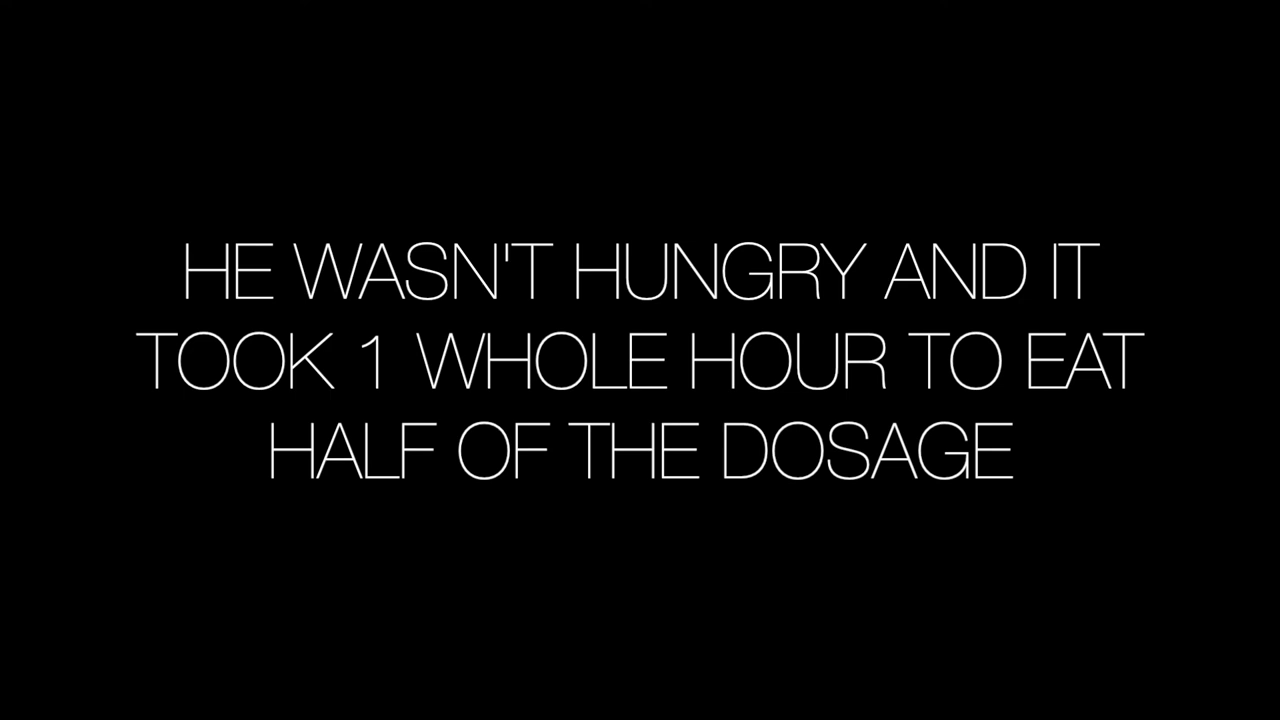 HE WASN'T HUNGRY AND IT
TOOK 1 WHOLE HOUR TO EAT
HALF OF THE DOSAGE